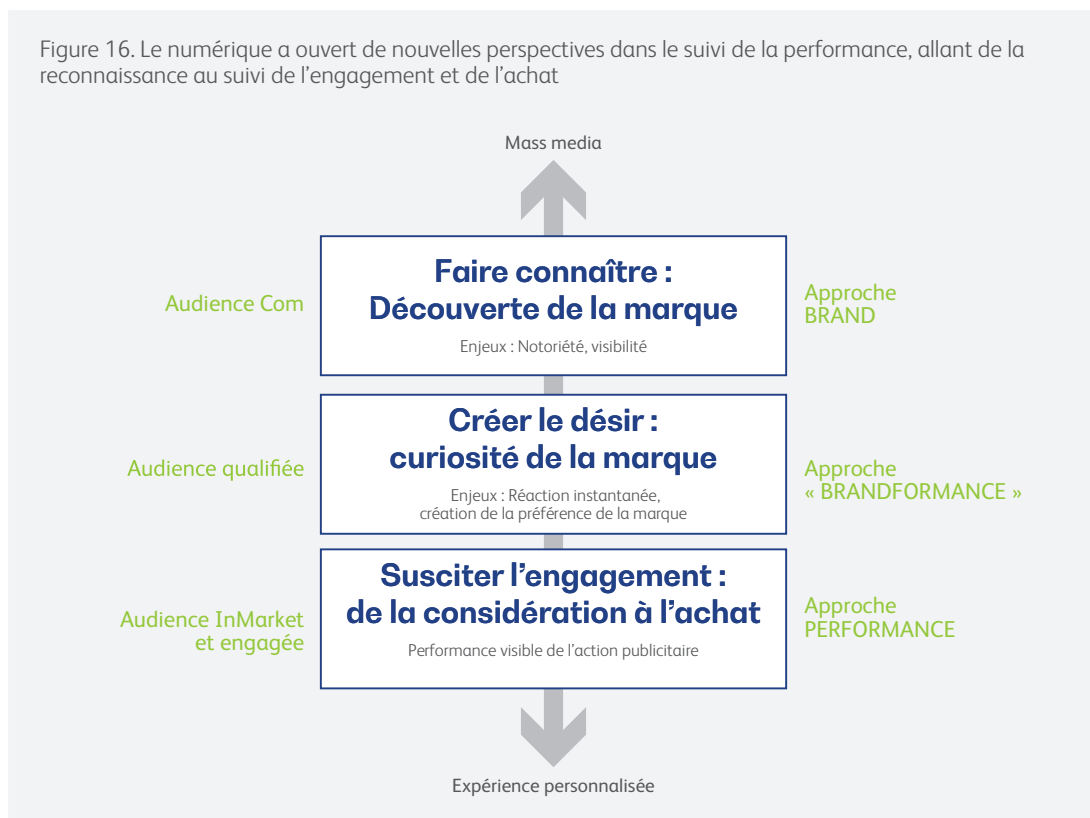 Figure 16. Le numérique a ouvert de nouvelles perspectives dans le suivi de la performance, allant de la
reconnaissance au suivi de l’engagement et de l’achat
Mass media
Audience Com
Faire connaître :
Découverte de la marque
Enjeux : Notoriété, visibilité
Approche
BRAND
Audience qualifiée
Créer le désir :
curiosité de la marque
Enjeux : Réaction instantanée,
création de la préférence de la marque
Approche
« BRANDFORMANCE »
Audience InMarket
et engagée
Susciter l’engagement :
de la considération à l’achat
Performance visible de l’action publicitaire
Approche
PERFORMANCE
Expérience personnalisée